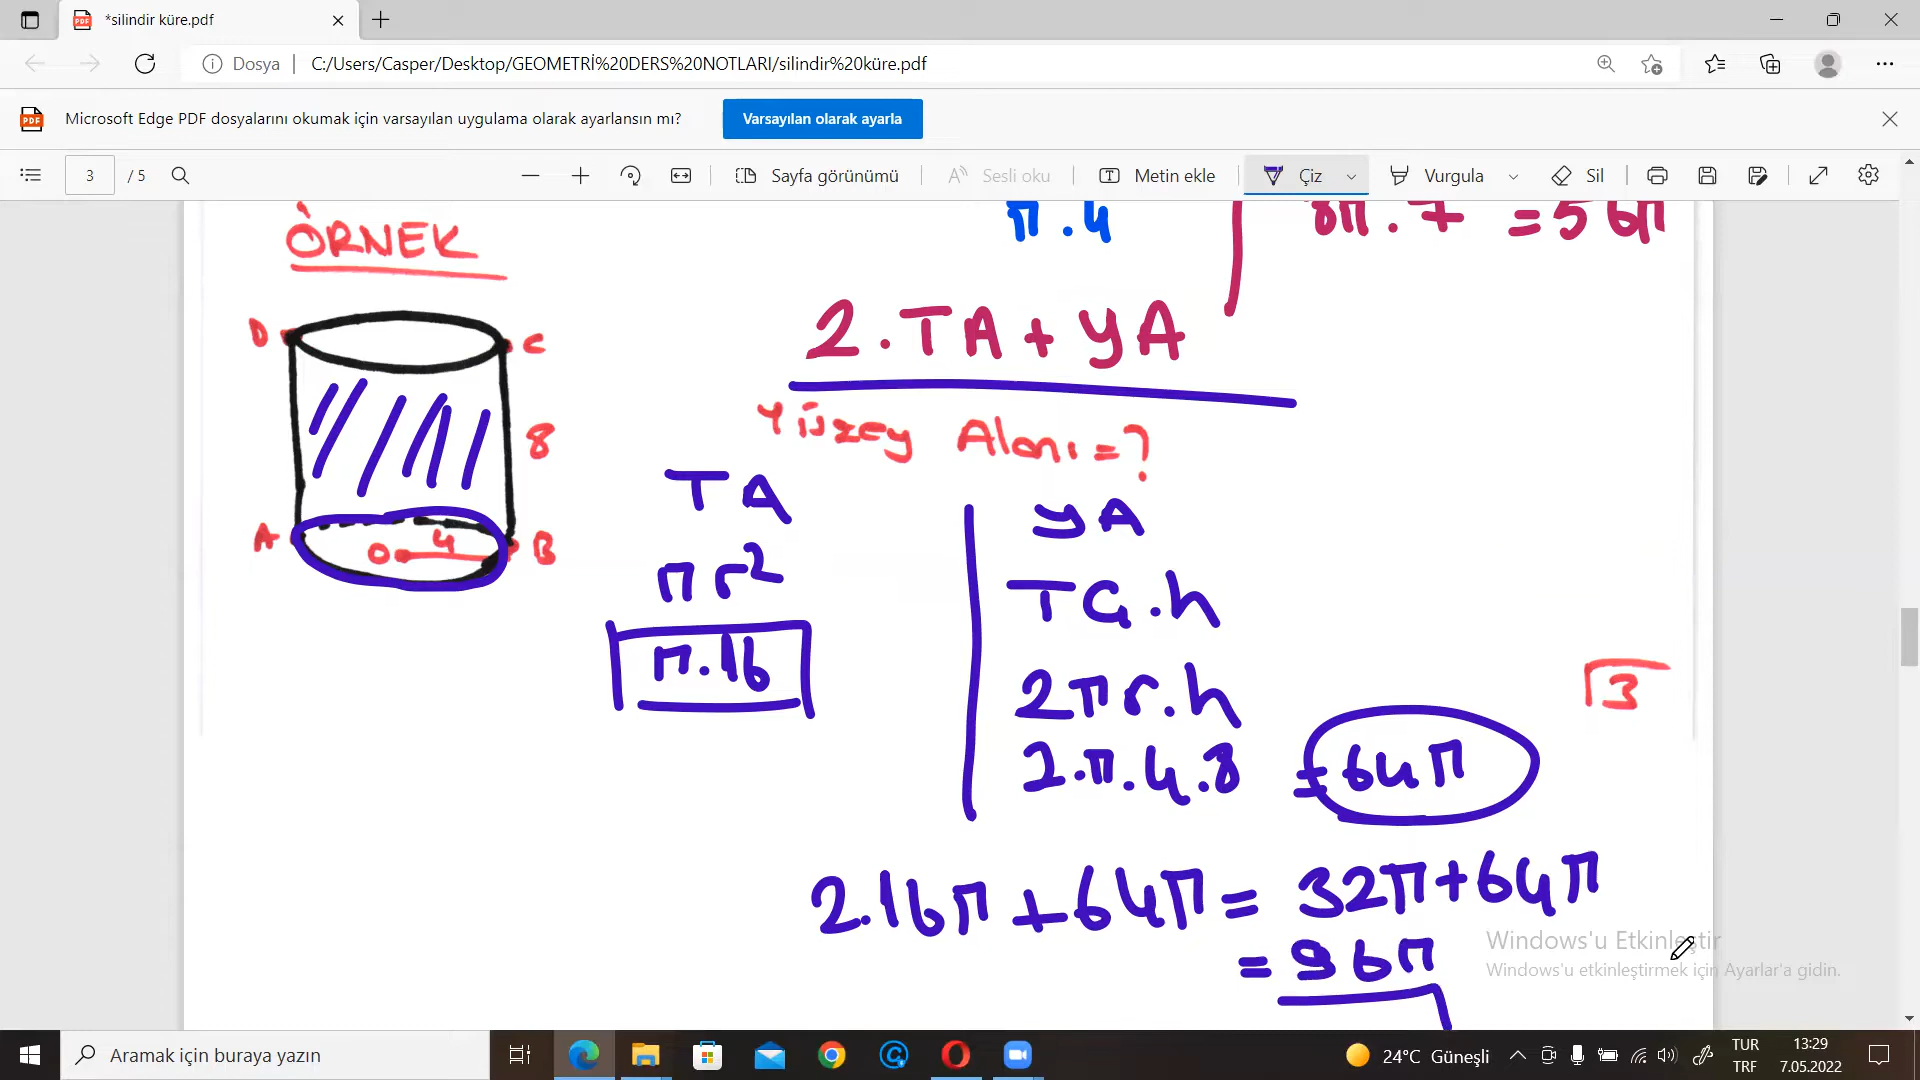 *silindir küre.pdf
Dosya
C:/Users/Casper/Desktop/GEOMETRİ%20DERS%20NOTLARI/silindir%20küre.pdf
Microsoft Edge PDF dosyalarını okumak için varsayılan uygulama olarak ayarlansın mı?
Varsayılan olarak ayarla
3 / 5
Sayfa görünümü
Sesli oku
Metin ekle
Çiz
Vurgula
Sil
π.4
8π.7 =56π
ÖRNEK
2.TA+YA
D
C
8
Yüzey Alanı=?
TA
YA
A
O
4
B
πr²
TÇ.h
π.16
2πr.h
√3
2.π.4.8 =64π
2.16π+64π= 32π+64π
=96π
Windows'u Etkinleştir
Windows'u etkinleştirmek için Ayarlar'a gidin.
Aramak için buraya yazın
24°C Güneşli
TUR
TRF
13:29
7.05.2022